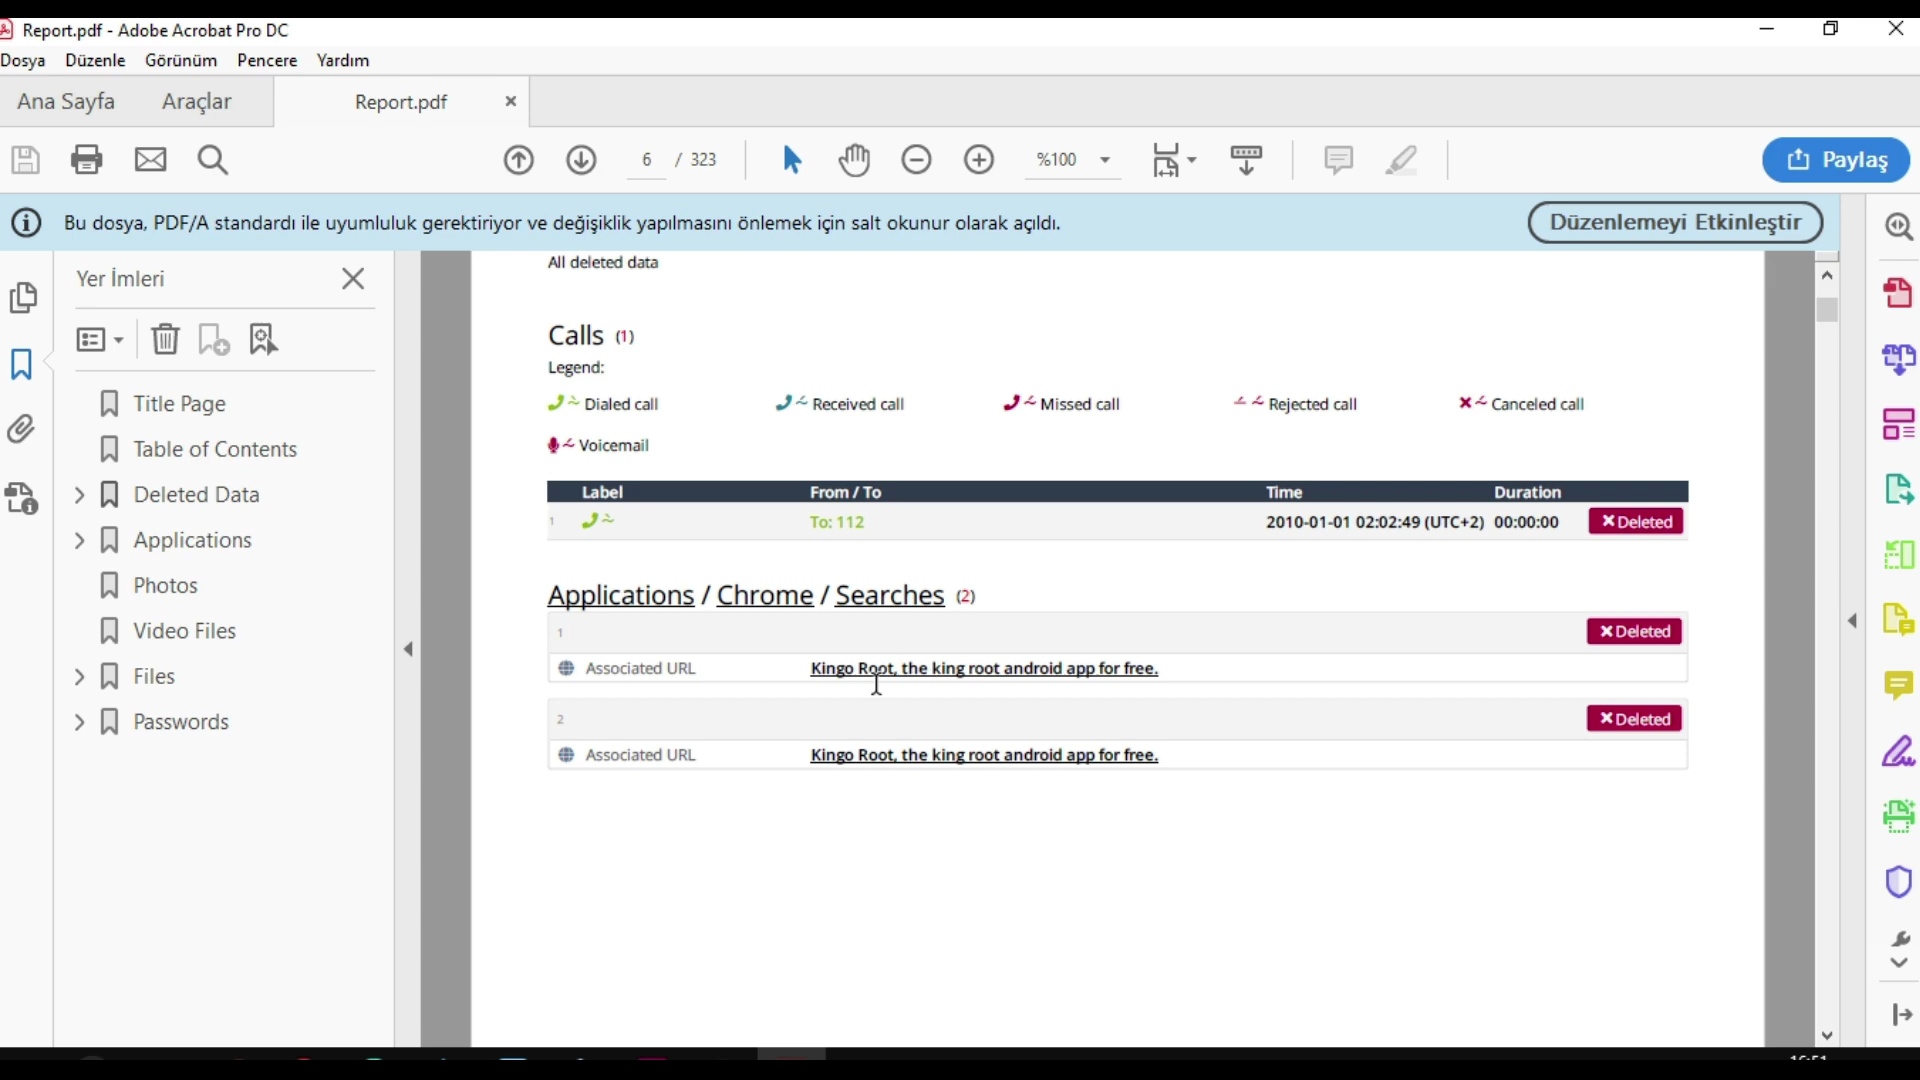 Report.pdf - Adobe Acrobat Pro DC
Dosya Düzenle Görünüm Pencere Yardım
Ana Sayfa Araçlar Report.pdf
6 / 323 %100 Paylaş
Bu dosya, PDF/A standardı ile uyumluluk gerektiriyor ve değişiklik yapılmasını önlemek için salt okunur olarak açıldı. Düzenlemeyi Etkinleştir
Yer İmleri
Title Page
Table of Contents
Deleted Data
Applications
Photos
Video Files
Files
Passwords
All deleted data
Calls (1)
Legend:
Dialed call Received call Missed call Rejected call Canceled call
Voicemail
Label From / To Time Duration
1 To: 112 2010-01-01 02:02:49 (UTC+2) 00:00:00 Deleted
Applications / Chrome / Searches (2)
1 Deleted
Associated URL Kingo Root, the king root android app for free.
2 Deleted
Associated URL Kingo Root, the king root android app for free.